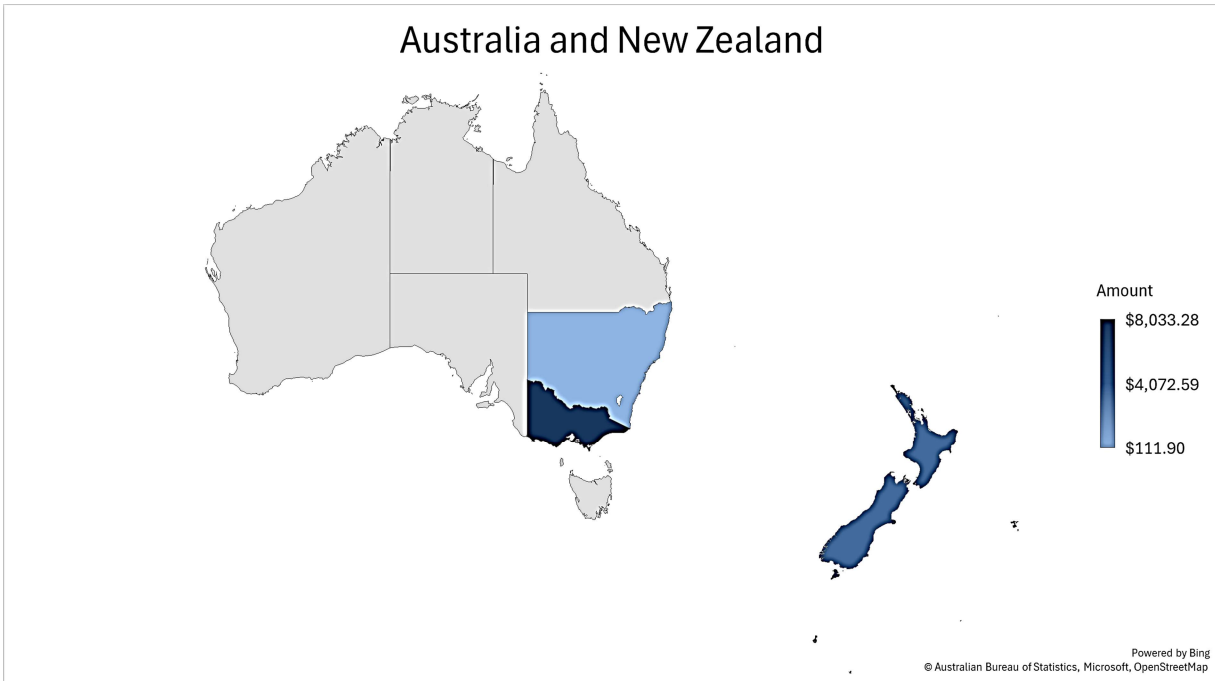 Australia and New Zealand
Amount
$8,033.28
$4,072.59
$111.90
Powered by Bing
© Australian Bureau of Statistics, Microsoft, OpenStreetMap